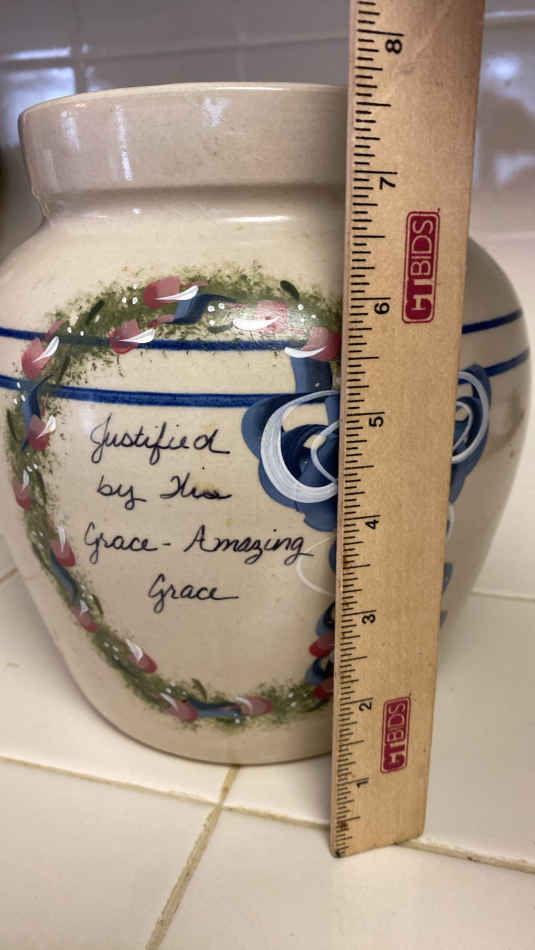 Justified
by His
Grace - Amazing
Grace
8
7
6
5
4
3
2
1
CTBIDS
CTBIDS